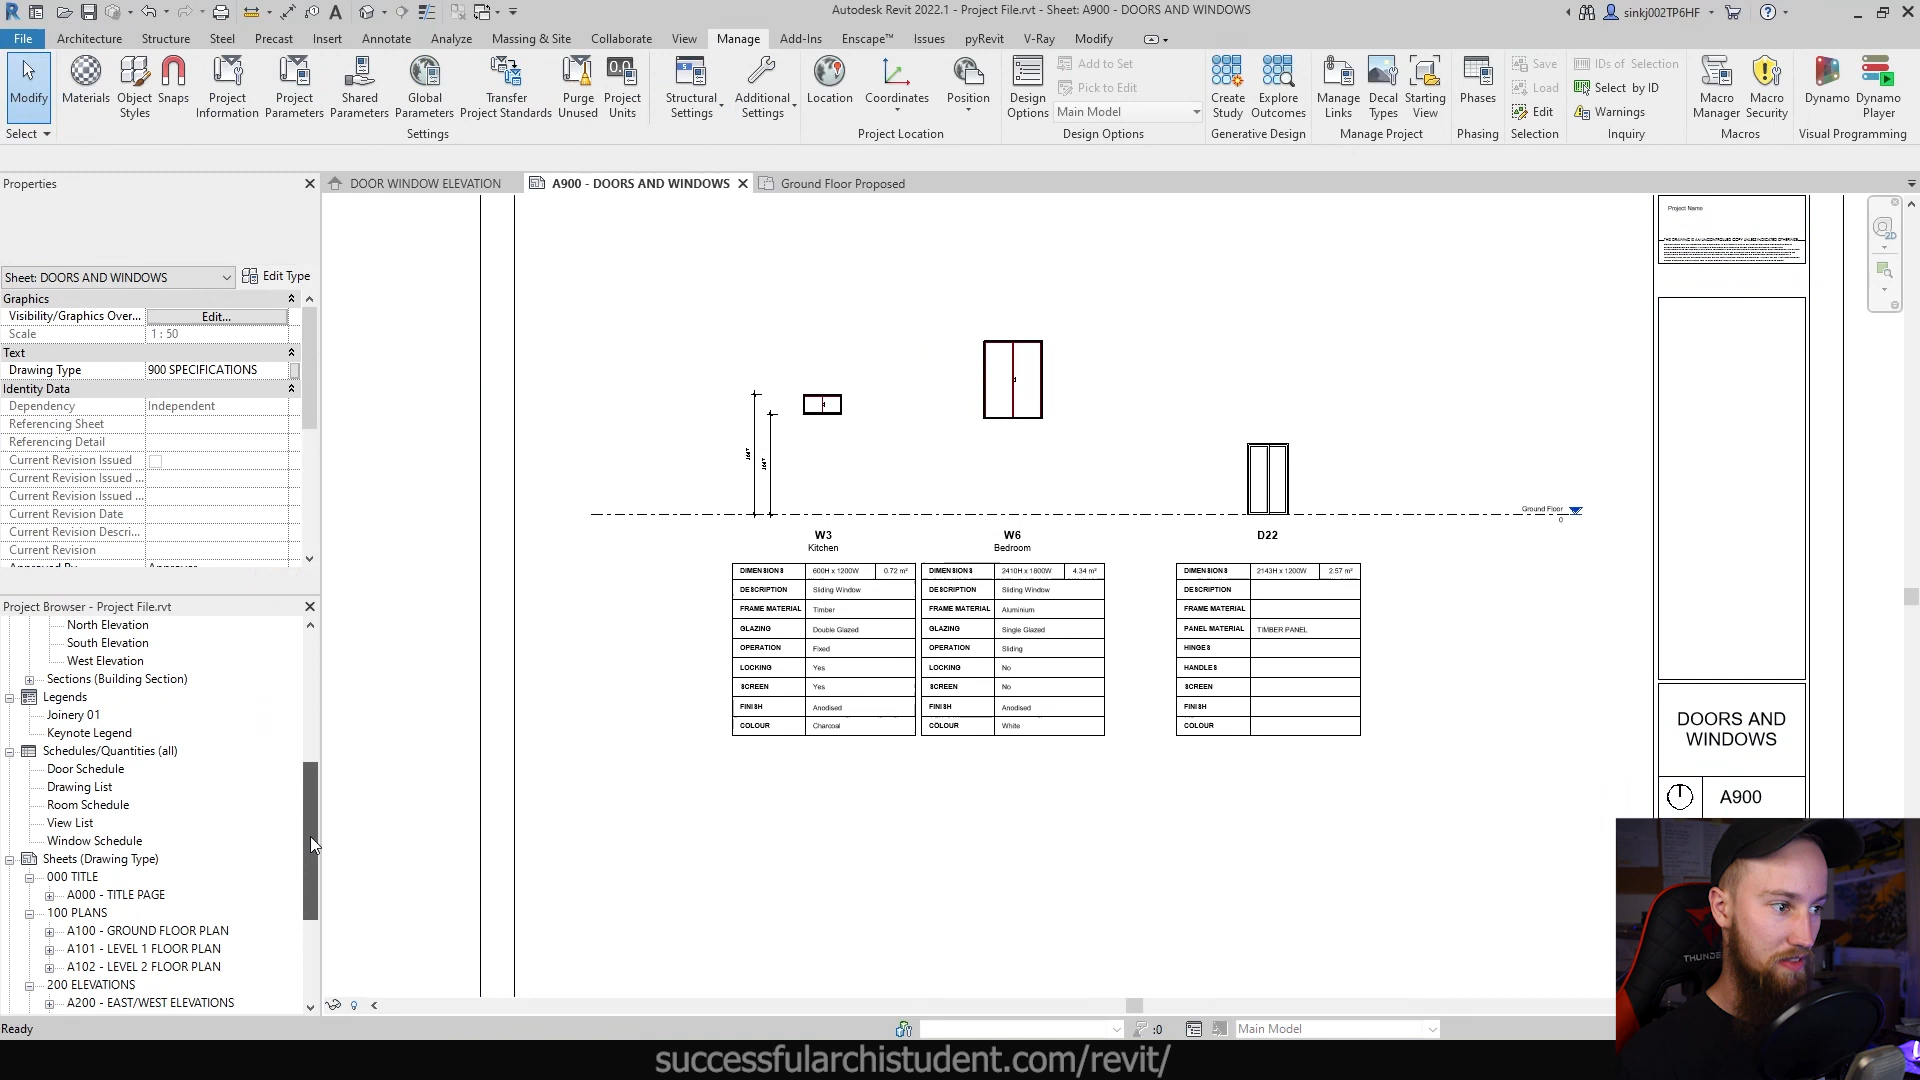 Autodesk Revit 2022.1 - Project File.rvt - Sheet: A900 - DOORS AND WINDOWS
sinkj002TP6HF
File Architecture Structure Steel Precast Insert Annotate Analyze Massing & Site Collaborate View Manage Add-Ins Enscape™ Issues pyRevit V-Ray Modify
Modify
Materials
Object Styles
Snaps
Project Information
Project Parameters
Shared Parameters
Global Parameters
Transfer Project Standards
Purge Unused
Project Units
Structural Settings
Additional Settings
Location
Coordinates
Position
Design Options
Add to Set
Pick to Edit
Main Model
Create Study
Explore Outcomes
Manage Links
Decal Types
Starting View
Phases
Save
Load
Edit
IDs of Selection
Select by ID
Warnings
Macro Manager
Macro Security
Dynamo
Dynamo Player
Select Settings Project Location Design Options Generative Design Manage Project Phasing Selection Inquiry Macros Visual Programming
Properties
DOOR WINDOW ELEVATION
A900 - DOORS AND WINDOWS
Ground Floor Proposed
Sheet: DOORS AND WINDOWS
Edit Type
Graphics
Visibility/Graphics Over... Edit...
Scale 1 : 50
Text
Drawing Type 900 SPECIFICATIONS
Identity Data
Dependency Independent
Referencing Sheet
Referencing Detail
Current Revision Issued
Current Revision Issued ...
Current Revision Issued ...
Current Revision Date
Current Revision Descri...
Current Revision
Approved By Approver
Project Browser - Project File.rvt
North Elevation
South Elevation
West Elevation
Sections (Building Section)
Legends
Joinery 01
Keynote Legend
Schedules/Quantities (all)
Door Schedule
Drawing List
Room Schedule
View List
Window Schedule
Sheets (Drawing Type)
000 TITLE
A000 - TITLE PAGE
100 PLANS
A100 - GROUND FLOOR PLAN
A101 - LEVEL 1 FLOOR PLAN
A102 - LEVEL 2 FLOOR PLAN
200 ELEVATIONS
A200 - EAST/WEST ELEVATIONS
Project Name
2D
Ground Floor
0
W3
Kitchen
DIMENSIONS 600H x 1200W 0.72 m²
DESCRIPTION Sliding Window
FRAME MATERIAL Timber
GLAZING Double Glazed
OPERATION Fixed
LOCKING Yes
SCREEN Yes
FINISH Anodised
COLOUR Charcoal
W6
Bedroom
DIMENSIONS 2410H x 1800W 4.34 m²
DESCRIPTION Sliding Window
FRAME MATERIAL Aluminium
GLAZING Single Glazed
OPERATION Sliding
LOCKING No
SCREEN No
FINISH Anodised
COLOUR White
D22
DIMENSIONS 2143H x 1200W 2.57 m²
DESCRIPTION
FRAME MATERIAL
PANEL MATERIAL TIMBER PANEL
HINGES
HANDLES
SCREEN
FINISH
COLOUR
DOORS AND
WINDOWS
A900
Ready
:0
Main Model
successfularchistudent.com/revit/